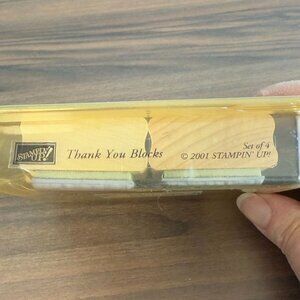 STAMPIN' UP!
Thank You Blocks
Set of 4
© 2001 STAMPIN' UP!